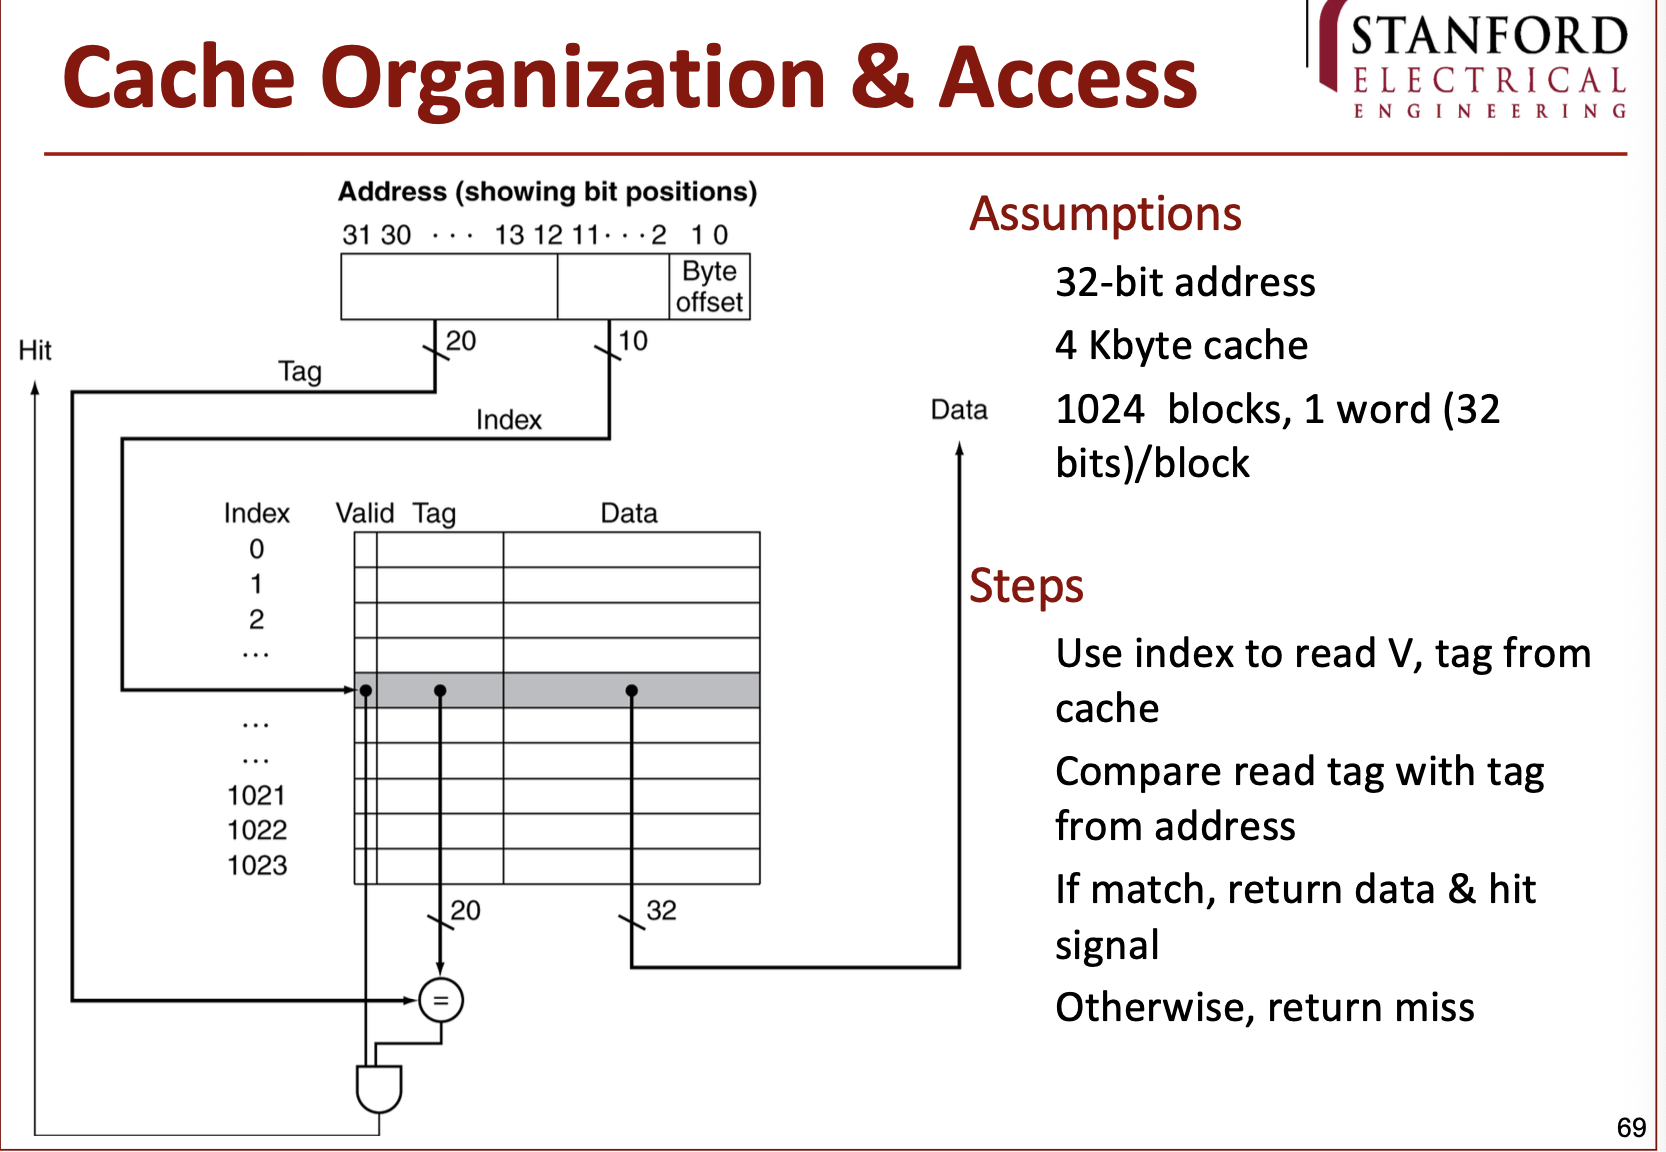 Cache Organization & Access
STANFORD
ELECTRICAL
ENGINEERING
Address (showing bit positions)
31 30 · · · 13 12 11 · · · 2 1 0
Byte
offset
20
10
Hit
Tag
Index
Data
Index Valid Tag Data
0
1
2
...
...
...
1021
1022
1023
20
32
=
Assumptions
32-bit address
4 Kbyte cache
1024 blocks, 1 word (32
bits)/block
Steps
Use index to read V, tag from
cache
Compare read tag with tag
from address
If match, return data & hit
signal
Otherwise, return miss
69